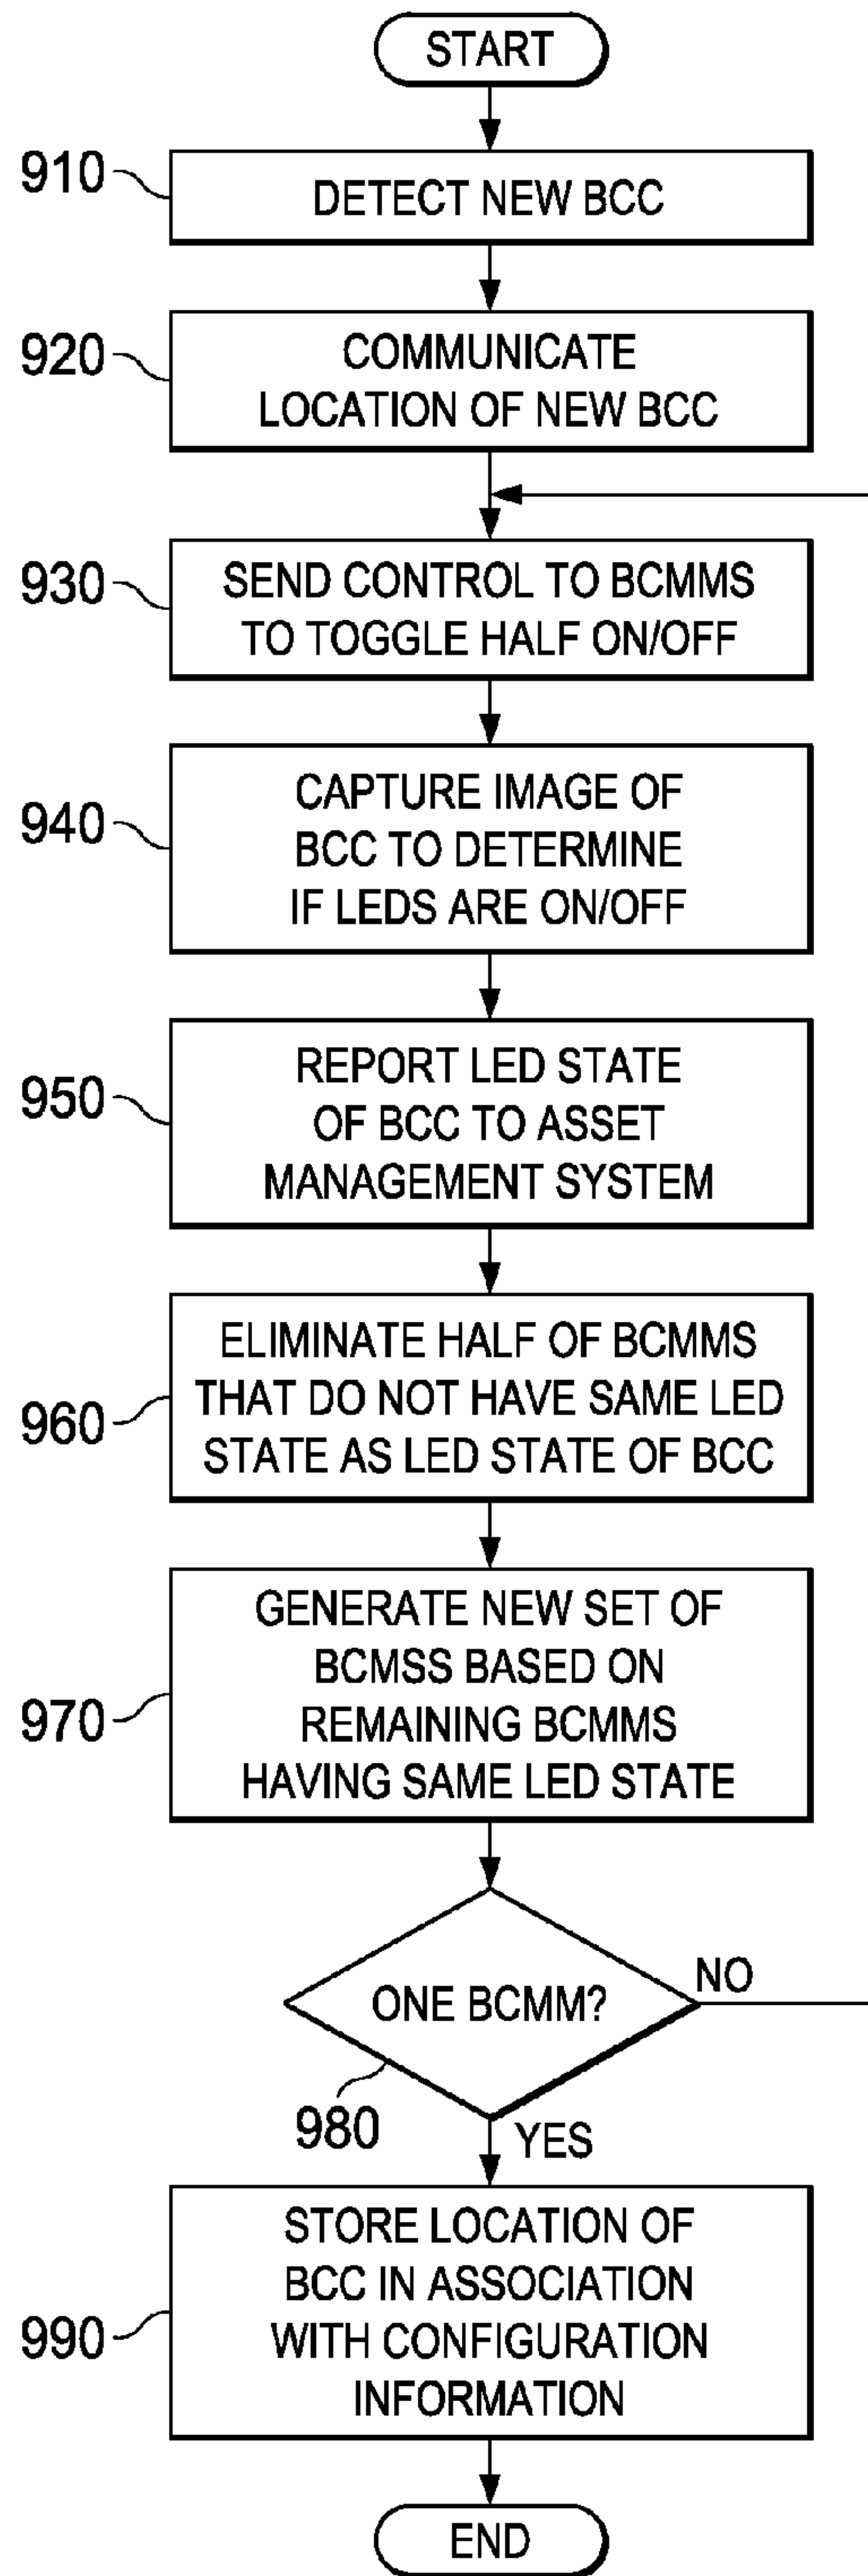 START
910
DETECT NEW BCC
920
COMMUNICATE
LOCATION OF NEW BCC
930
SEND CONTROL TO BCMMS
TO TOGGLE HALF ON/OFF
940
CAPTURE IMAGE OF
BCC TO DETERMINE
IF LEDS ARE ON/OFF
950
REPORT LED STATE
OF BCC TO ASSET
MANAGEMENT SYSTEM
960
ELIMINATE HALF OF BCMMS
THAT DO NOT HAVE SAME LED
STATE AS LED STATE OF BCC
970
GENERATE NEW SET OF
BCMSS BASED ON
REMAINING BCMMS
HAVING SAME LED STATE
ONE BCMM?
NO
980
YES
990
STORE LOCATION OF
BCC IN ASSOCIATION
WITH CONFIGURATION
INFORMATION
END